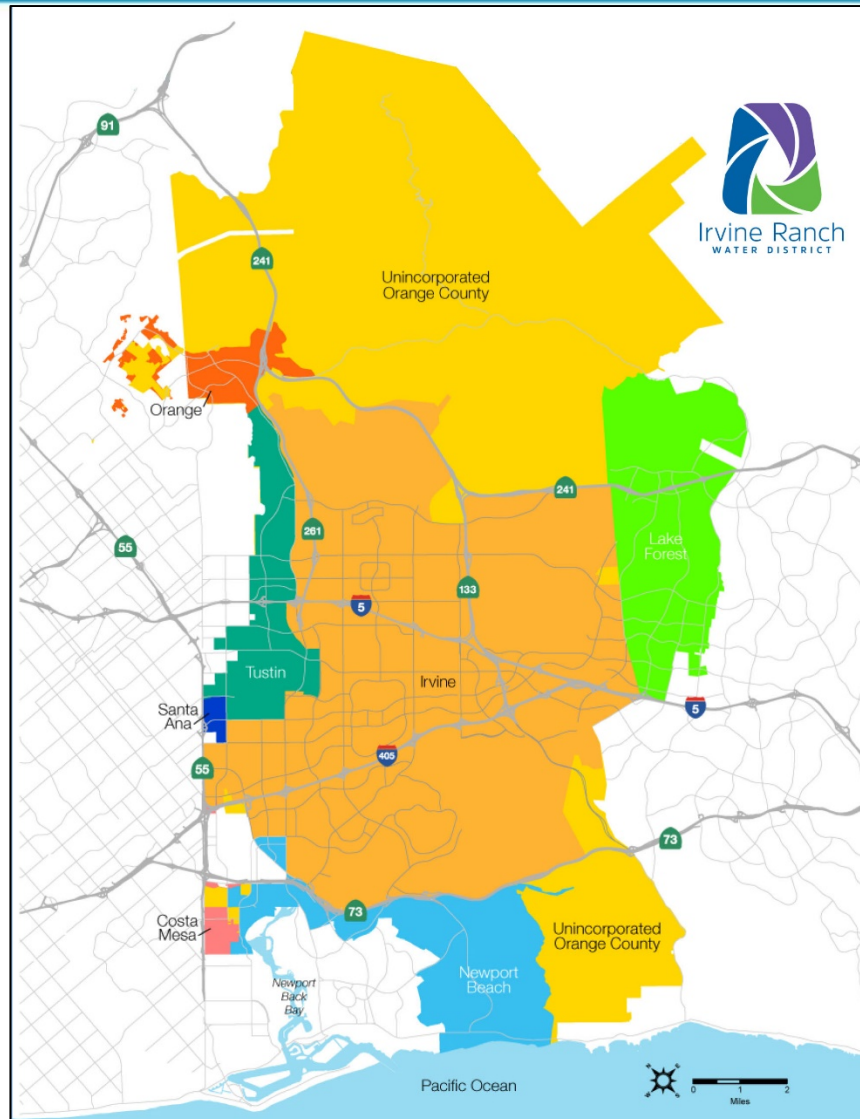 91
Irvine Ranch
WATER DISTRICT
241
Unincorporated
Orange County
Orange
241
55
261
Lake
Forest
133
5
Tustin
Irvine
Santa
Ana
5
405
55
73
73
Costa
Mesa
Unincorporated
Orange County
Newport
Beach
Newport
Back
Bay
Pacific Ocean
0 1 2
Miles